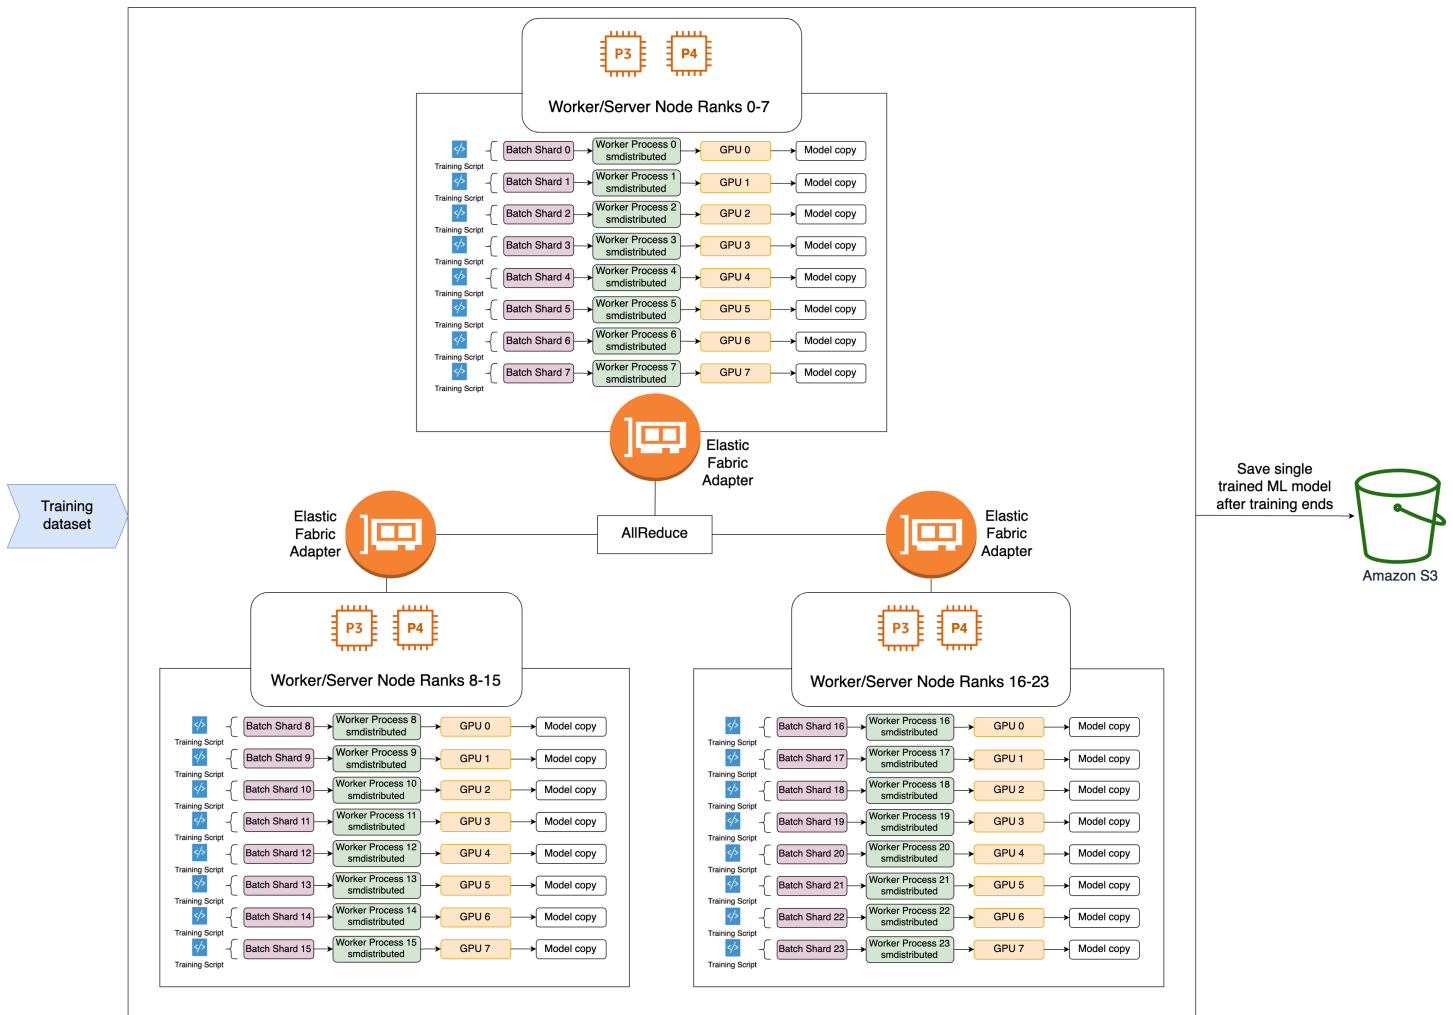 P3
P4
Worker/Server Node Ranks 0-7
Training Script
Batch Shard 0
Worker Process 0
smdistributed
GPU 0
Model copy
Training Script
Batch Shard 1
Worker Process 1
smdistributed
GPU 1
Model copy
Training Script
Batch Shard 2
Worker Process 2
smdistributed
GPU 2
Model copy
Training Script
Batch Shard 3
Worker Process 3
smdistributed
GPU 3
Model copy
Training Script
Batch Shard 4
Worker Process 4
smdistributed
GPU 4
Model copy
Training Script
Batch Shard 5
Worker Process 5
smdistributed
GPU 5
Model copy
Training Script
Batch Shard 6
Worker Process 6
smdistributed
GPU 6
Model copy
Training Script
Batch Shard 7
Worker Process 7
smdistributed
GPU 7
Model copy
Elastic
Fabric
Adapter
Training
dataset
Elastic
Fabric
Adapter
AllReduce
Elastic
Fabric
Adapter
Save single
trained ML model
after training ends
Amazon S3
P3
P4
Worker/Server Node Ranks 8-15
Training Script
Batch Shard 8
Worker Process 8
smdistributed
GPU 0
Model copy
Training Script
Batch Shard 9
Worker Process 9
smdistributed
GPU 1
Model copy
Training Script
Batch Shard 10
Worker Process 10
smdistributed
GPU 2
Model copy
Training Script
Batch Shard 11
Worker Process 11
smdistributed
GPU 3
Model copy
Training Script
Batch Shard 12
Worker Process 12
smdistributed
GPU 4
Model copy
Training Script
Batch Shard 13
Worker Process 13
smdistributed
GPU 5
Model copy
Training Script
Batch Shard 14
Worker Process 14
smdistributed
GPU 6
Model copy
Training Script
Batch Shard 15
Worker Process 15
smdistributed
GPU 7
Model copy
P3
P4
Worker/Server Node Ranks 16-23
Training Script
Batch Shard 16
Worker Process 16
smdistributed
GPU 0
Model copy
Training Script
Batch Shard 17
Worker Process 17
smdistributed
GPU 1
Model copy
Training Script
Batch Shard 18
Worker Process 18
smdistributed
GPU 2
Model copy
Training Script
Batch Shard 19
Worker Process 19
smdistributed
GPU 3
Model copy
Training Script
Batch Shard 20
Worker Process 20
smdistributed
GPU 4
Model copy
Training Script
Batch Shard 21
Worker Process 21
smdistributed
GPU 5
Model copy
Training Script
Batch Shard 22
Worker Process 22
smdistributed
GPU 6
Model copy
Training Script
Batch Shard 23
Worker Process 23
smdistributed
GPU 7
Model copy